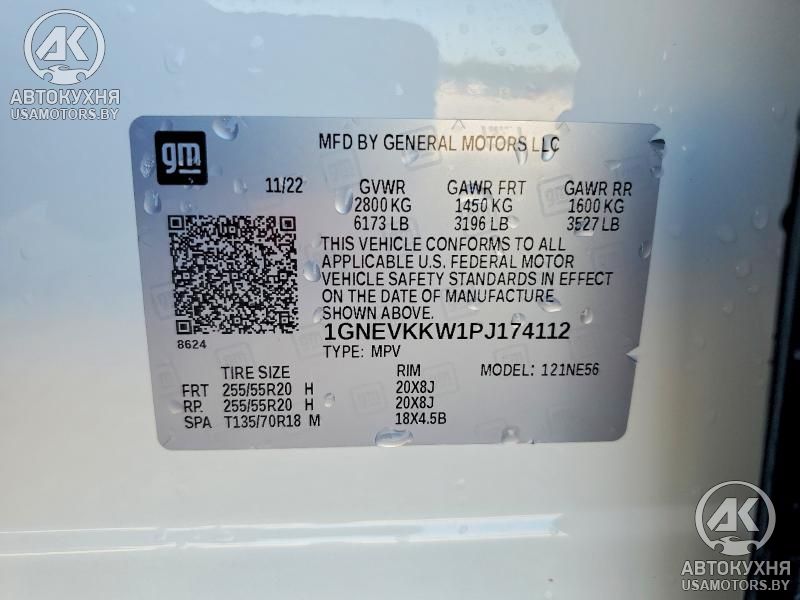 AK
АВТОКУХНЯ
USAMOTORS.BY
gm
MFD BY GENERAL MOTORS LLC
11/22 GVWR GAWR FRT GAWR RR
2800 KG 1450 KG 1600 KG
6173 LB 3196 LB 3527 LB
THIS VEHICLE CONFORMS TO ALL
APPLICABLE U.S. FEDERAL MOTOR
VEHICLE SAFETY STANDARDS IN EFFECT
ON THE DATE OF MANUFACTURE
SHOWN ABOVE.
8624 1GNEVKKW1PJ174112
TYPE: MPV MODEL: 121NE56
TIRE SIZE RIM
FRT 255/55R20 H 20X8J
RP. 255/55R20 H 20X8J
SPA T135/70R18 M 18X4.5B
AK
АВТОКУХНЯ
USAMOTORS.BY